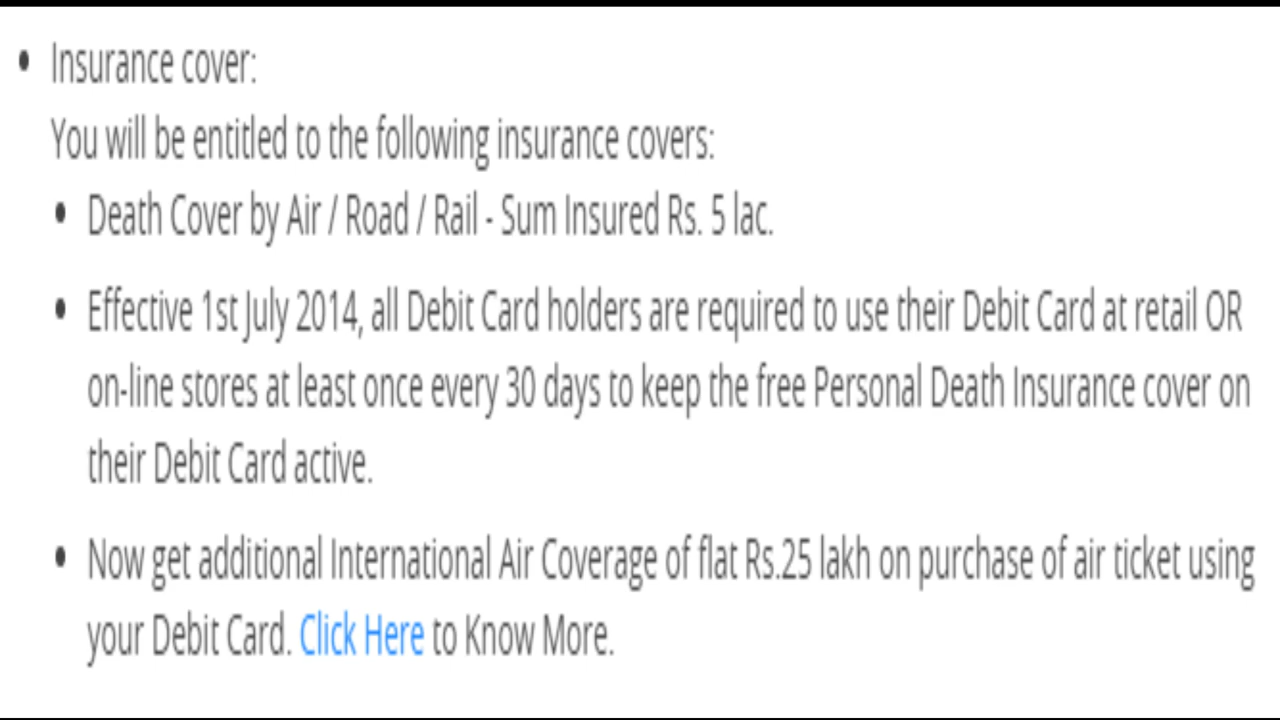 • Insurance cover:
You will be entitled to the following insurance covers:
• Death Cover by Air / Road / Rail - Sum Insured Rs. 5 lac.
• Effective 1st July 2014, all Debit Card holders are required to use their Debit Card at retail OR
on-line stores at least once every 30 days to keep the free Personal Death Insurance cover on
their Debit Card active.
• Now get additional International Air Coverage of flat Rs.25 lakh on purchase of air ticket using
your Debit Card. Click Here to Know More.